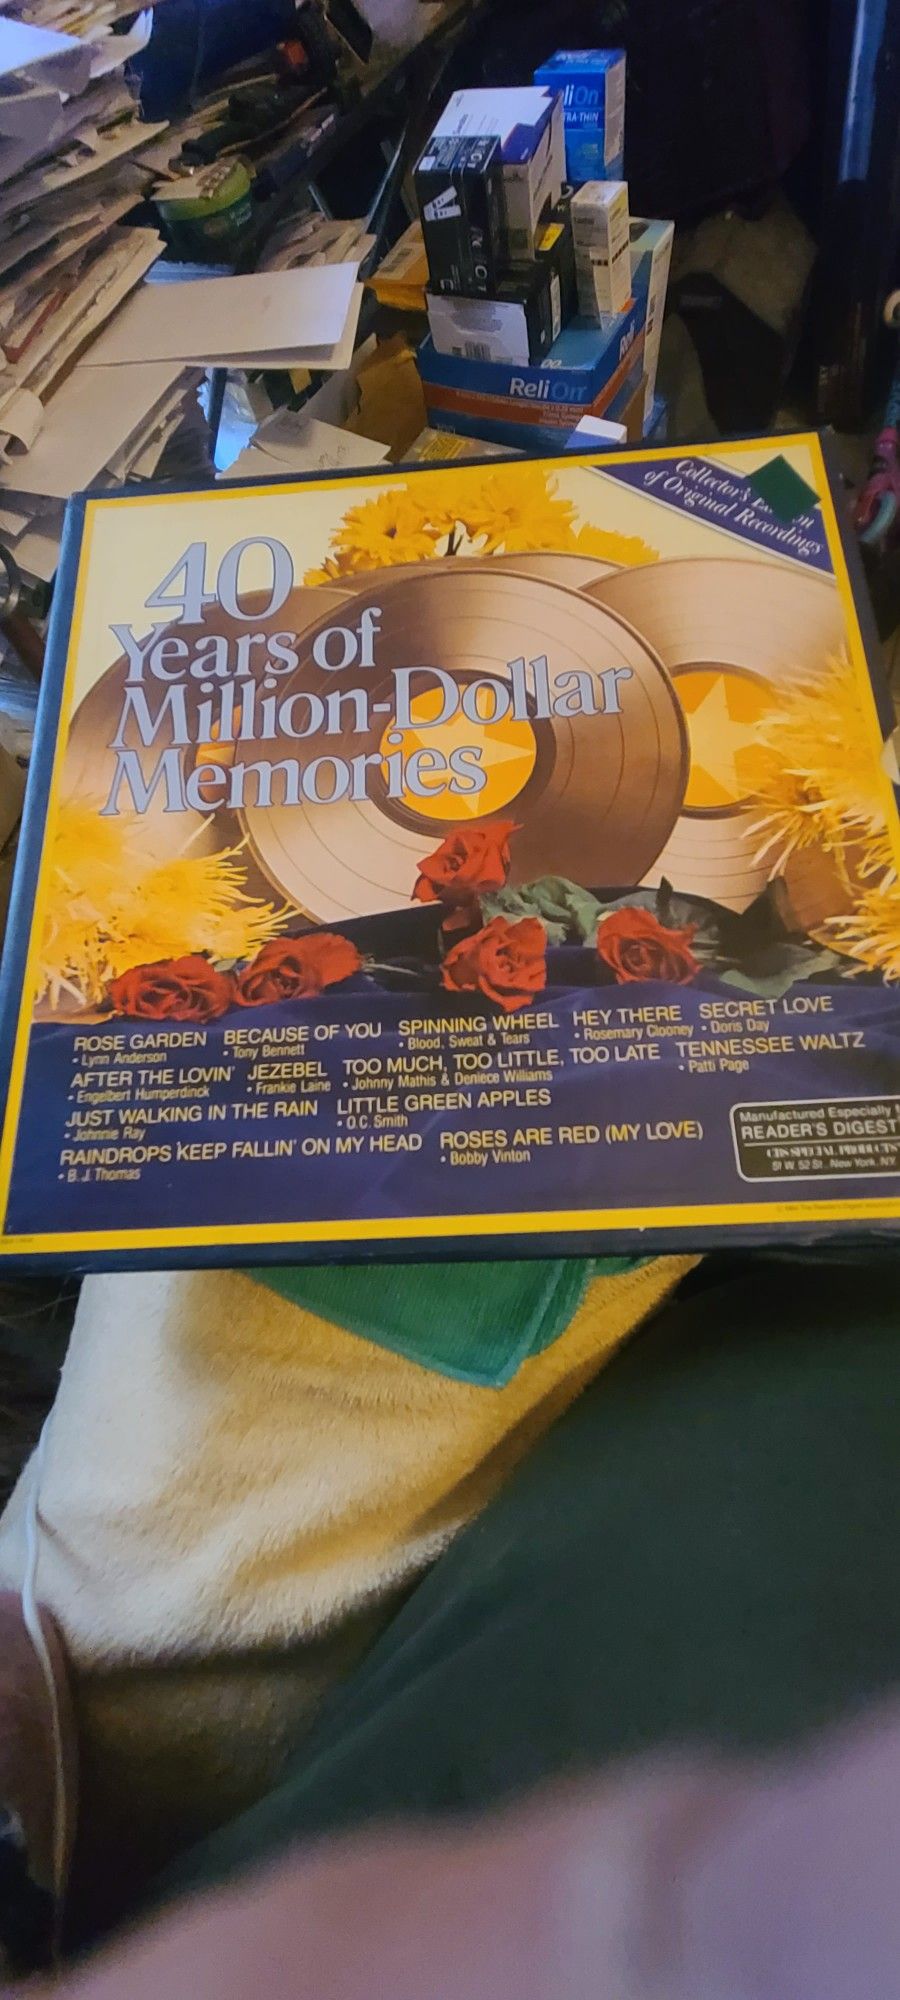 liOn
TRA-THIN
ReliOn
Collector's
of Original Recordings
40
Years of
Million-Dollar
Memories
ROSE GARDEN BECAUSE OF YOU SPINNING WHEEL HEY THERE SECRET LOVE
• Lynn Anderson • Tony Bennett • Blood, Sweat & Tears • Rosemary Clooney • Doris Day
AFTER THE LOVIN' JEZEBEL TOO MUCH, TOO LITTLE, TOO LATE TENNESSEE WALTZ
• Engelbert Humperdinck • Frankie Laine • Johnny Mathis & Deniece Williams • Patti Page
JUST WALKING IN THE RAIN LITTLE GREEN APPLES
• Johnnie Ray • O.C. Smith
RAINDROPS KEEP FALLIN' ON MY HEAD ROSES ARE RED (MY LOVE)
• B. J. Thomas • Bobby Vinton
Manufactured Especially
READER'S DIGEST
CBS SPECIAL PRODUCTS
51 W. 52 St., New York, NY